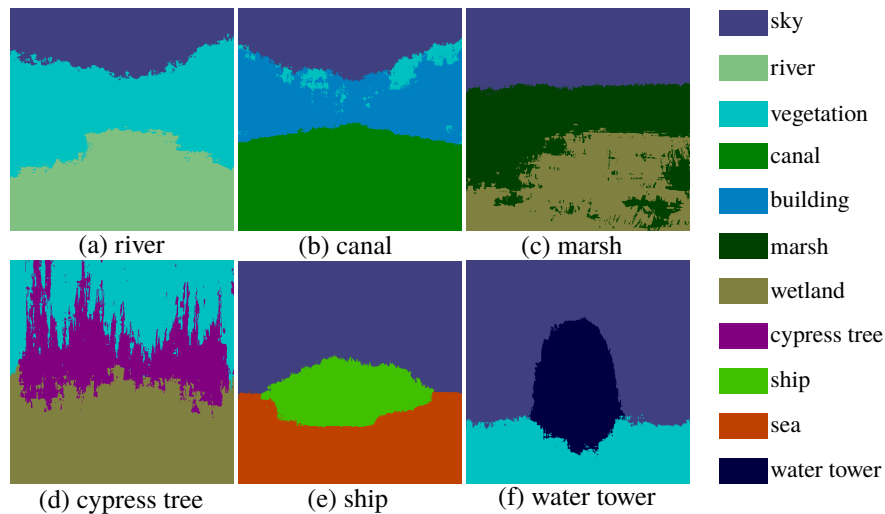 (a) river
(b) canal
(c) marsh
(d) cypress tree
(e) ship
(f) water tower
sky
river
vegetation
canal
building
marsh
wetland
cypress tree
ship
sea
water tower